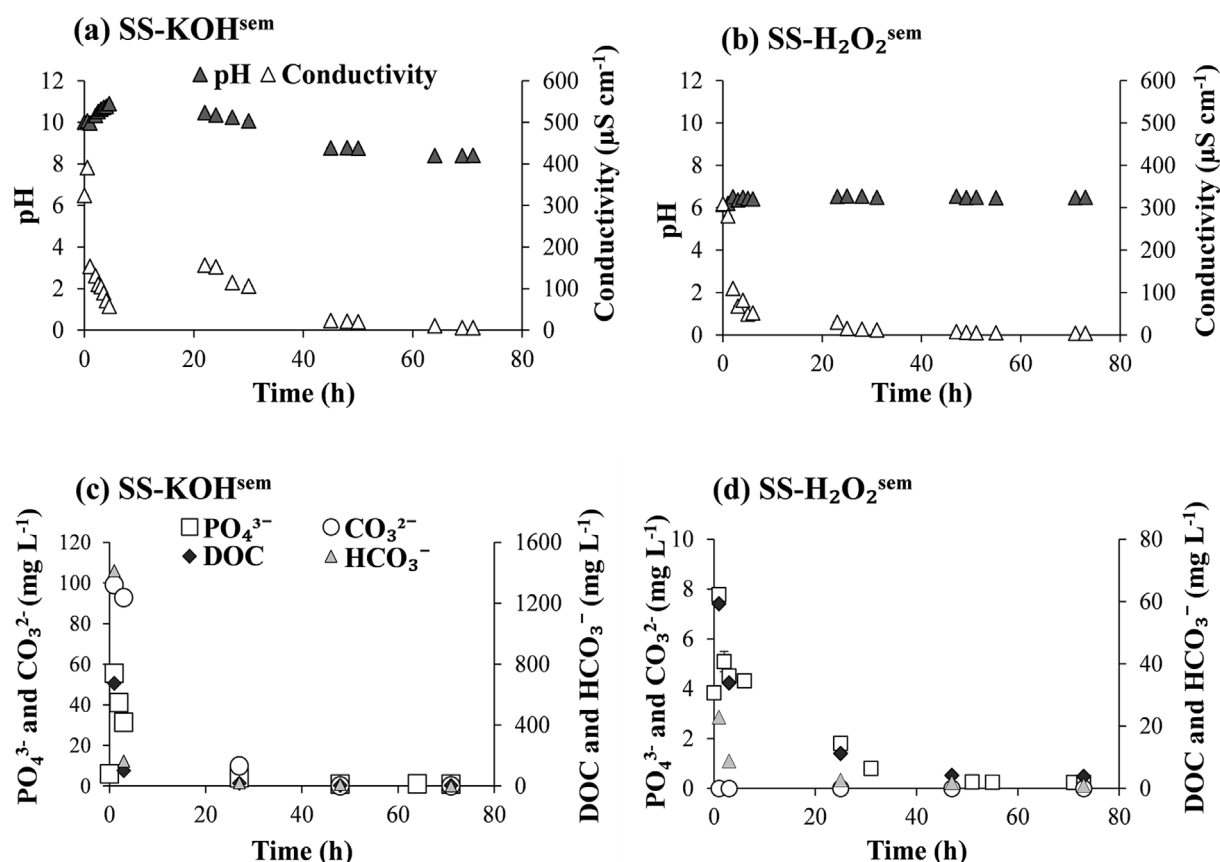 (a) SS-KOHˢᵉᵐ
pH Conductivity
12
10
8
6
4
2
0
600
500
400
300
200
100
0
0 20 40 60 80
pH
Conductivity (μS cm⁻¹)
Time (h)
(b) SS-H₂O₂ˢᵉᵐ
12
10
8
6
4
2
0
600
500
400
300
200
100
0
0 20 40 60 80
pH
Conductivity (μS cm⁻¹)
Time (h)
(c) SS-KOHˢᵉᵐ
PO₄³⁻ CO₃²⁻
DOC HCO₃⁻
120
100
80
60
40
20
0
1600
1200
800
400
0
0 20 40 60 80
PO₄³⁻ and CO₃²⁻ (mg L⁻¹)
DOC and HCO₃⁻ (mg L⁻¹)
Time (h)
(d) SS-H₂O₂ˢᵉᵐ
10
8
6
4
2
0
80
60
40
20
0
0 20 40 60 80
PO₄³⁻ and CO₃²⁻ (mg L⁻¹)
DOC and HCO₃⁻ (mg L⁻¹)
Time (h)